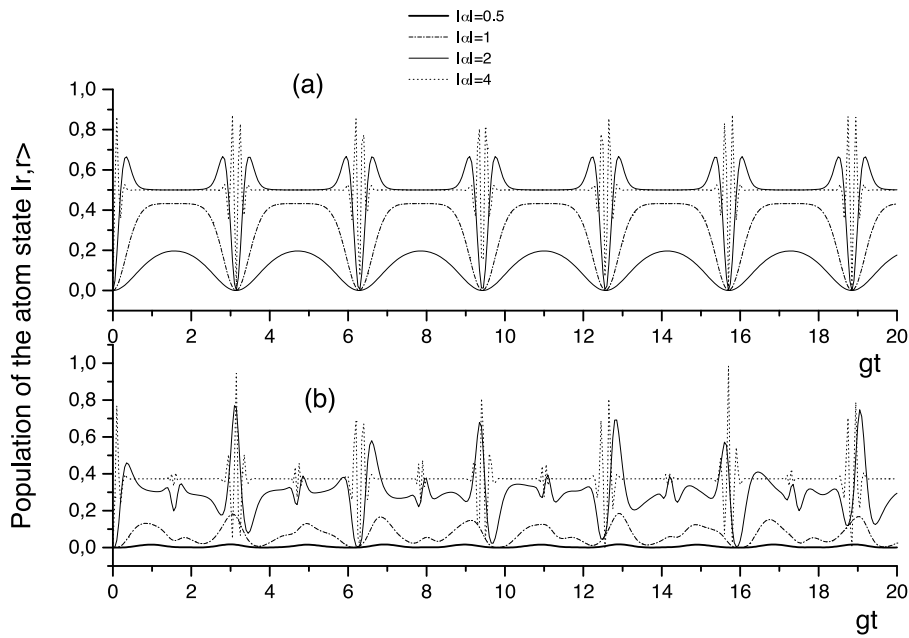 |α|=0.5
|α|=1
|α|=2
|α|=4
Population of the atom state |r,r>
(a)
1,0
0,8
0,6
0,4
0,2
0,0
0 2 4 6 8 10 12 14 16 18 20
gt
(b)
1,0
0,8
0,6
0,4
0,2
0,0
0 2 4 6 8 10 12 14 16 18 20
gt